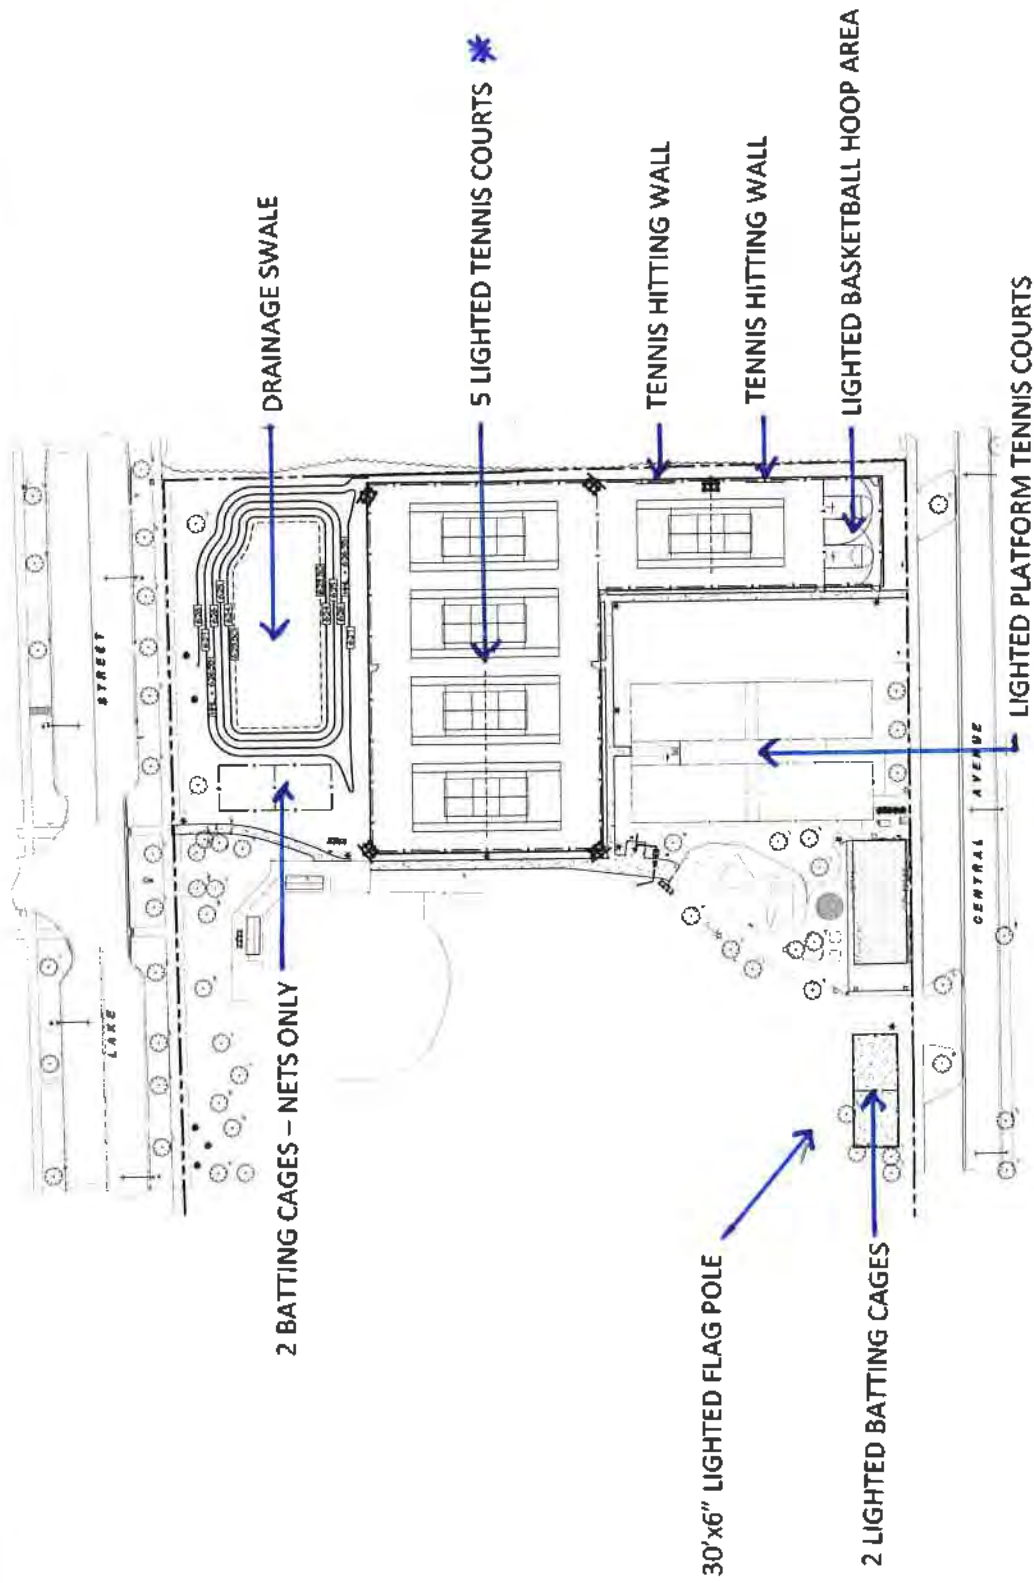 LAKE STREET
DRAINAGE SWALE
2 BATTING CAGES – NETS ONLY
5 LIGHTED TENNIS COURTS *
TENNIS HITTING WALL
TENNIS HITTING WALL
LIGHTED BASKETBALL HOOP AREA
30'x6" LIGHTED FLAG POLE
2 LIGHTED BATTING CAGES
CENTRAL AVENUE
LIGHTED PLATFORM TENNIS COURTS